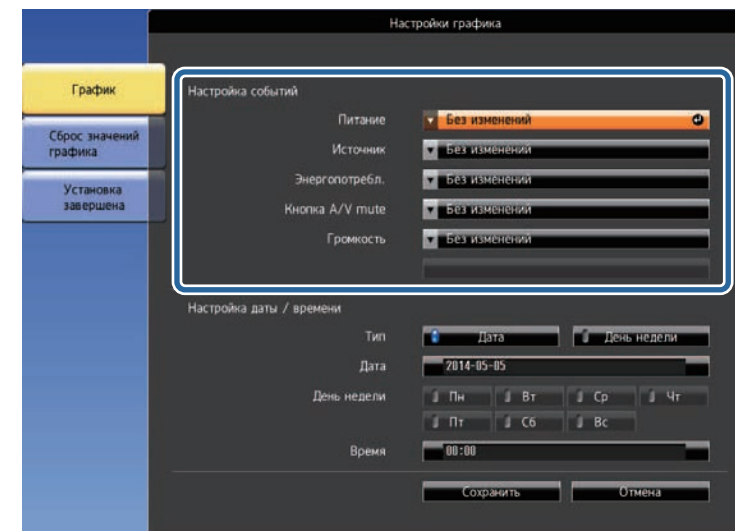 Настройки графика
График
Сброс значений
графика
Установка
завершена
Настройка событий
Питание Без изменений
Источник Без изменений
Энергопотребл. Без изменений
Кнопка A/V mute Без изменений
Громкость Без изменений
Настройка даты / времени
Тип Дата День недели
Дата 2014-05-05
День недели Пн Вт Ср Чт
Пт Сб Вс
Время 00:00
Сохранить Отмена